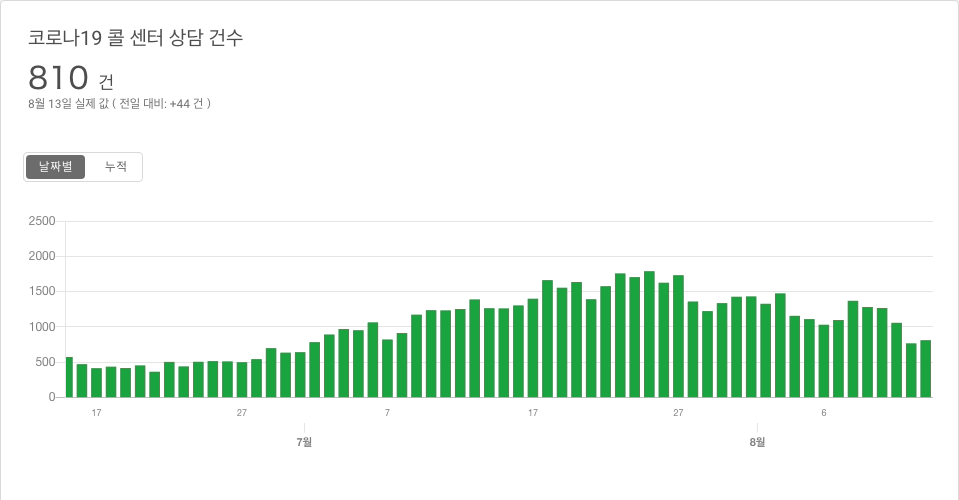 코로나19 콜 센터 상담 건수
810 건
8월 13일 실제 값 ( 전일 대비: +44 건 )
날짜별 누적
2500
2000
1500
1000
500
0
17 27 7 17 27 6
7월 8월